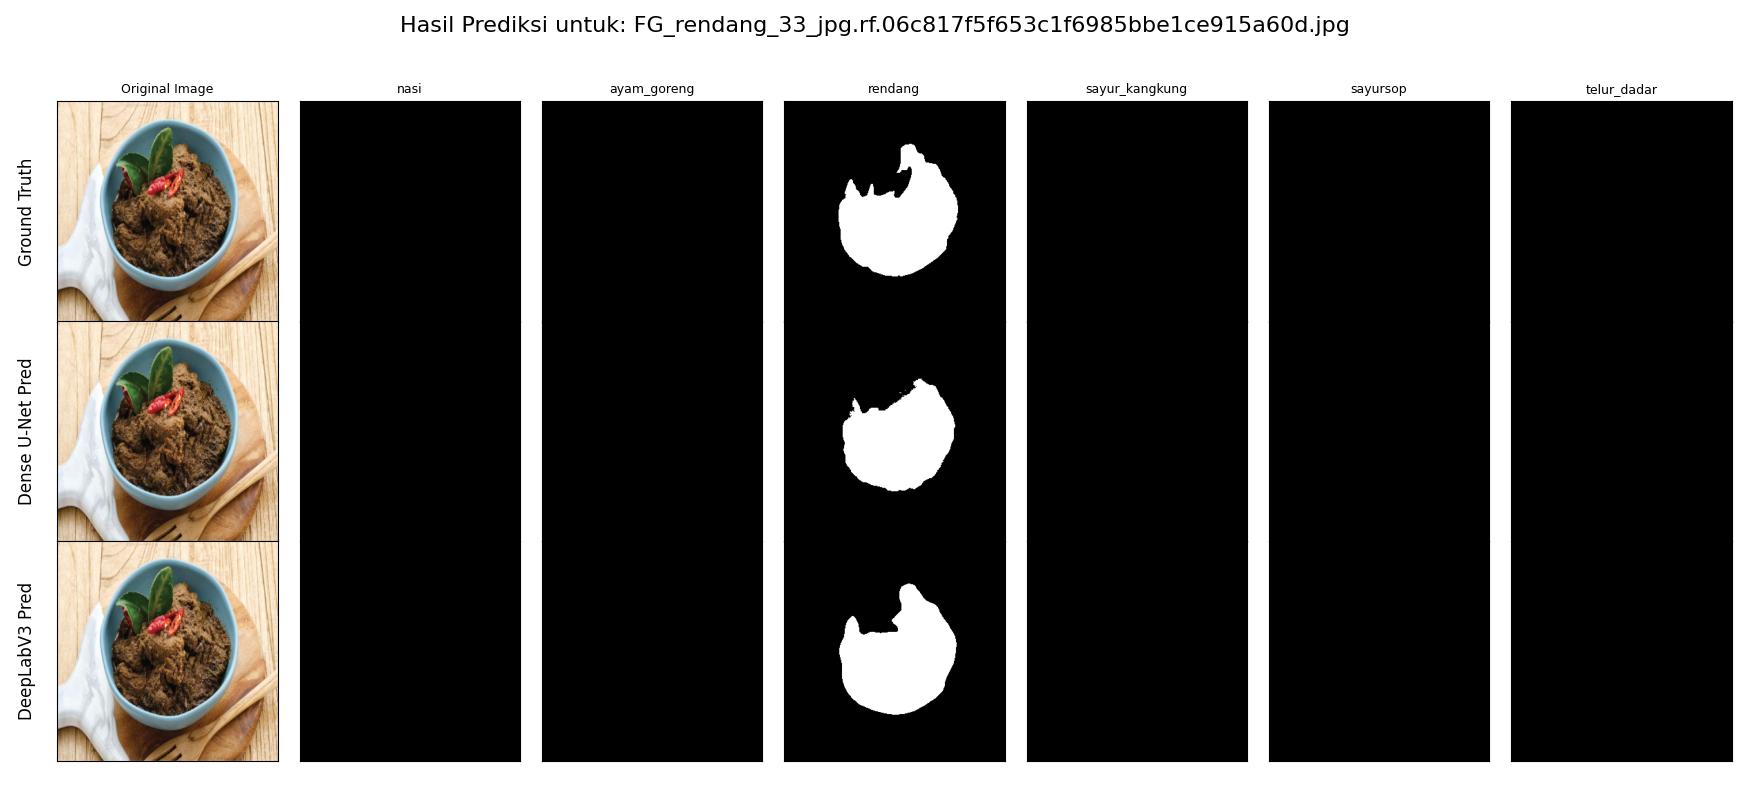 Hasil Prediksi untuk: FG_rendang_33_jpg.rf.06c817f5f653c1f6985bbe1ce915a60d.jpg
Original Image
nasi
ayam_goreng
rendang
sayur_kangkung
sayursop
telur_dadar
Ground Truth
Dense U-Net Pred
DeepLabV3 Pred